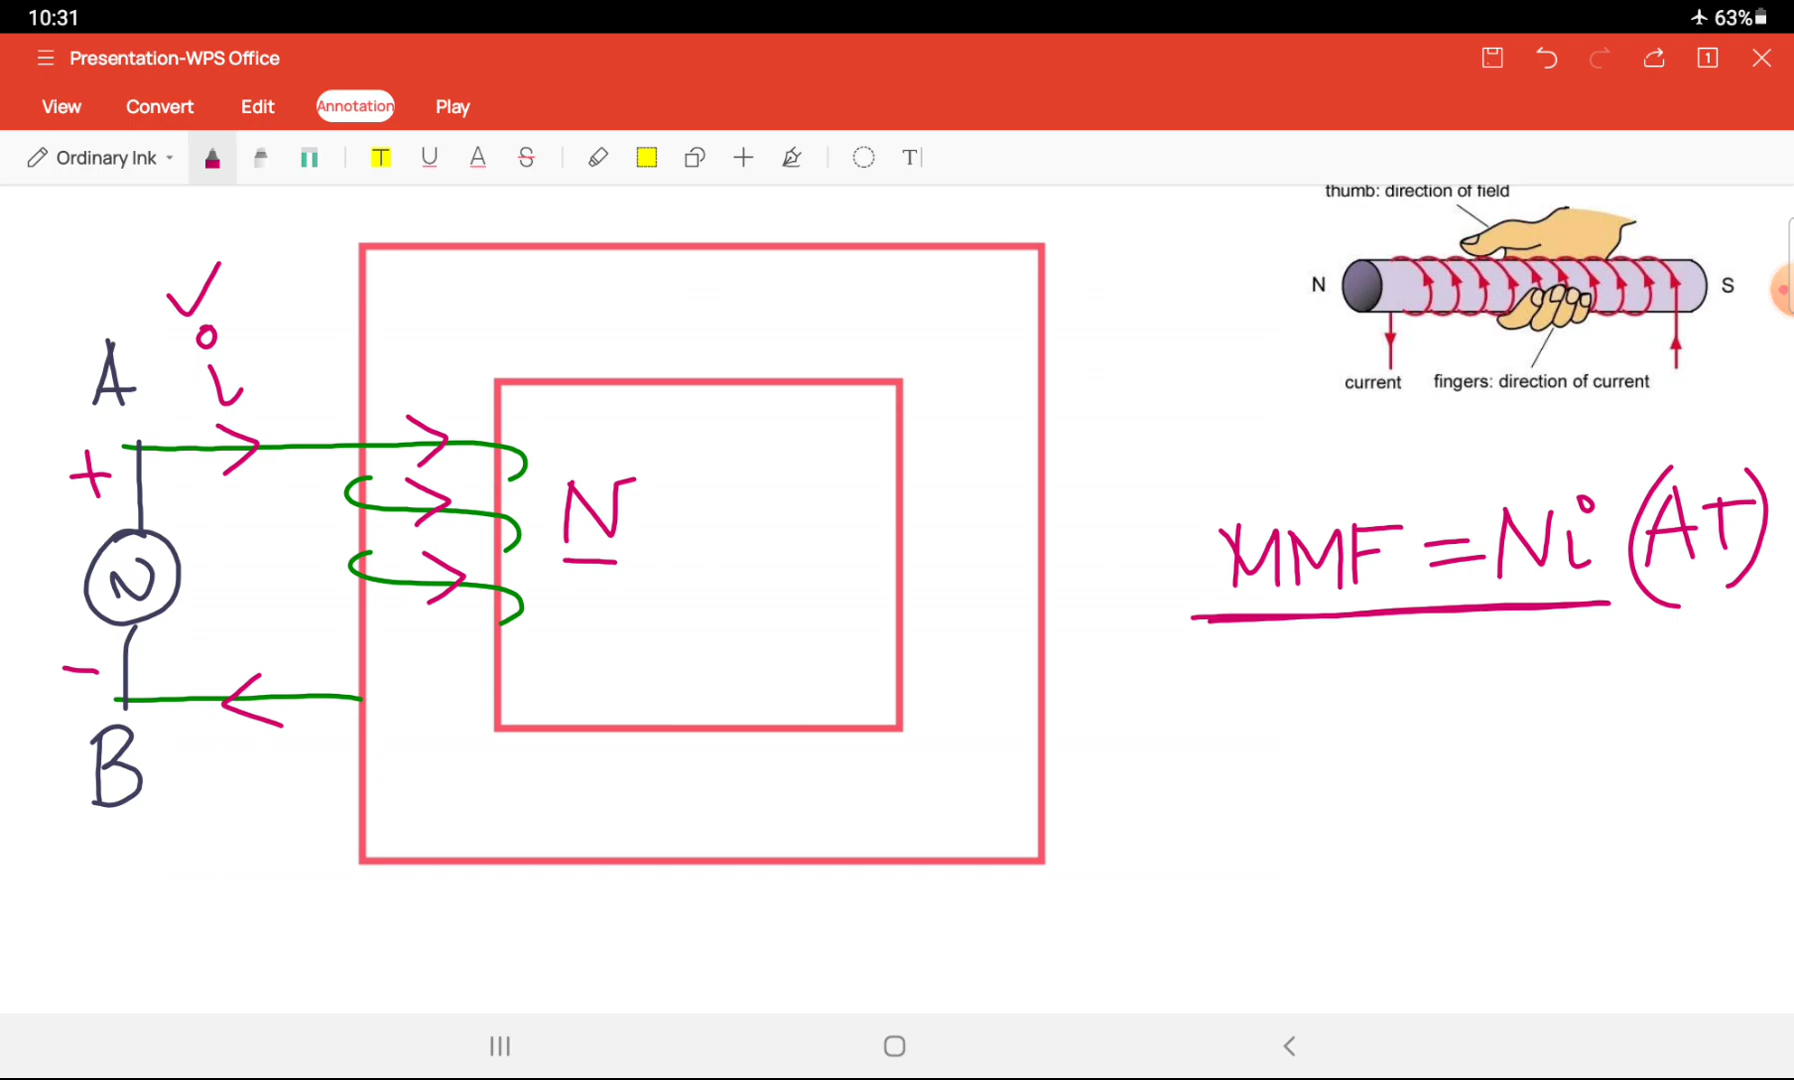 10:31
63%
Presentation-WPS Office
1
View Convert Edit Annotation Play
Ordinary Ink
T U A S T
thumb: direction of field
N S
current fingers: direction of current
i
A
+
N
N
-
B
MMF = Ni (AT)